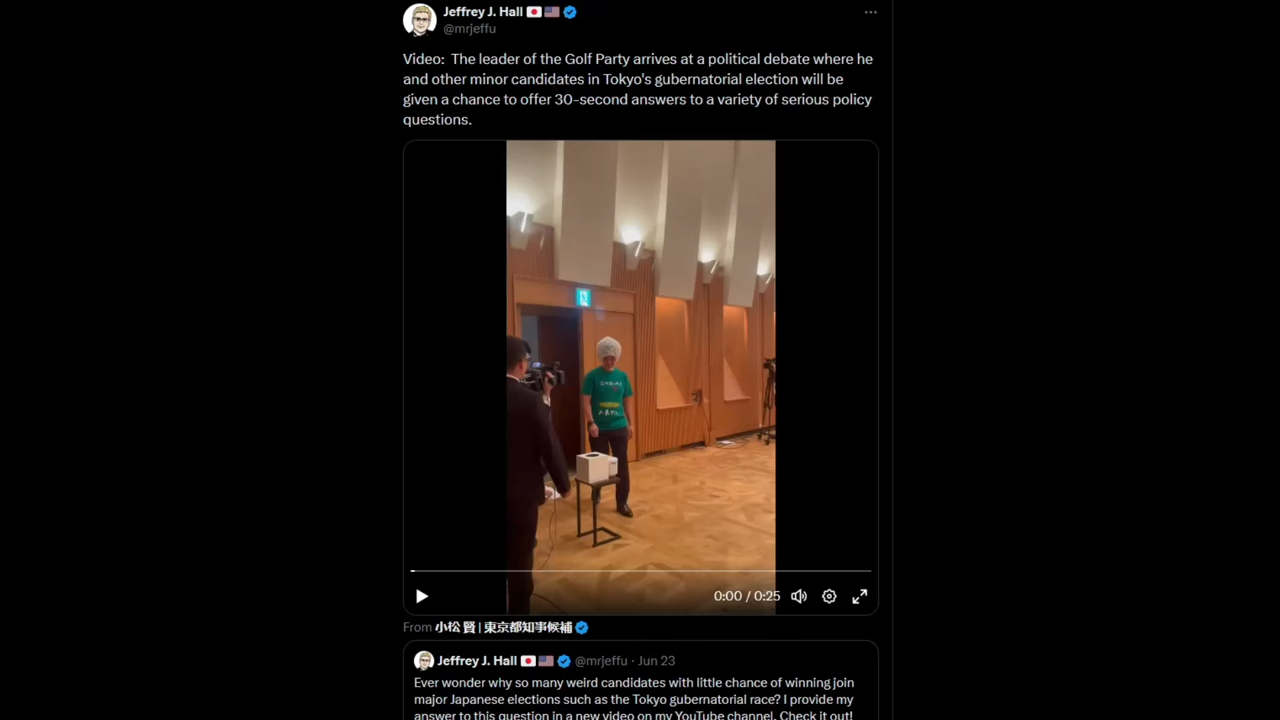 Jeffrey J. Hall
@mrjeffu
Video: The leader of the Golf Party arrives at a political debate where he
and other minor candidates in Tokyo's gubernatorial election will be
given a chance to offer 30-second answers to a variety of serious policy
questions.
0:00 / 0:25
From 小松 賢 | 東京都知事候補
Jeffrey J. Hall @mrjeffu · Jun 23
Ever wonder why so many weird candidates with little chance of winning join
major Japanese elections such as the Tokyo gubernatorial race? I provide my
answer to this question in a new video on my YouTube channel. Check it out!